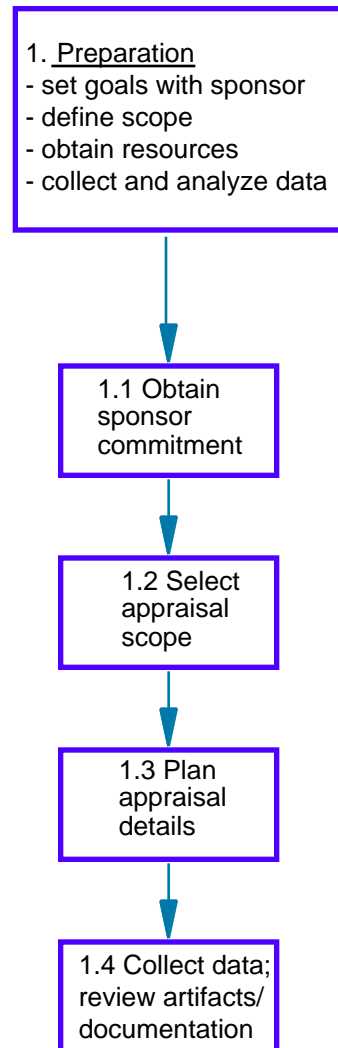 1. Preparation
- set goals with sponsor
- define scope
- obtain resources
- collect and analyze data
1.1 Obtain
sponsor
commitment
1.2 Select
appraisal
scope
1.3 Plan
appraisal
details
1.4 Collect data;
review artifacts/
documentation